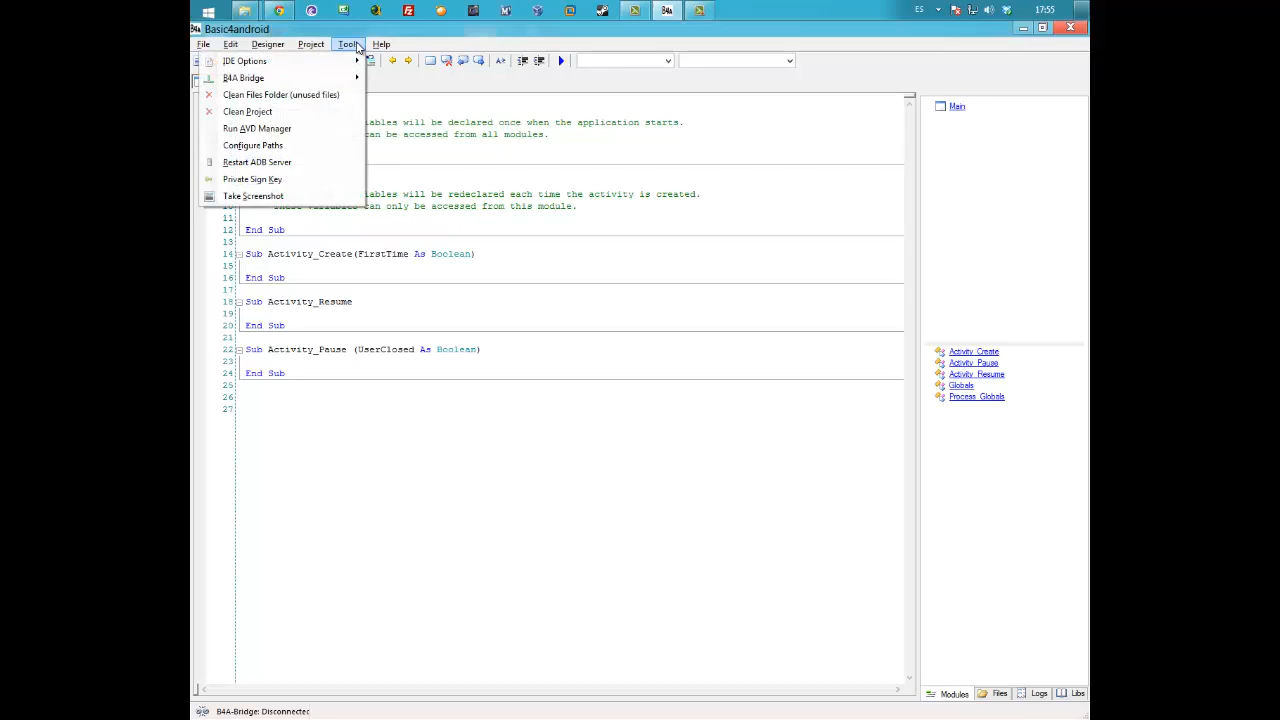 ES 17:55
B4A Basic4android
File Edit Designer Project Tools Help
IDE Options
B4A Bridge
Clean Files Folder (unused files)
Clean Project
Run AVD Manager
Configure Paths
Restart ADB Server
Private Sign Key
Take Screenshot
ables will be declared once when the application starts.
can be accessed from all modules.
ables will be redeclared each time the activity is created.
can only be accessed from this module.
11
12 End Sub
13
14 Sub Activity_Create(FirstTime As Boolean)
15
16 End Sub
17
18 Sub Activity_Resume
19
20 End Sub
21
22 Sub Activity_Pause (UserClosed As Boolean)
23
24 End Sub
25
26
27
Main
Activity_Create
Activity_Pause
Activity_Resume
Globals
Process_Globals
Modules Files Logs Libs
B4A-Bridge: Disconnected